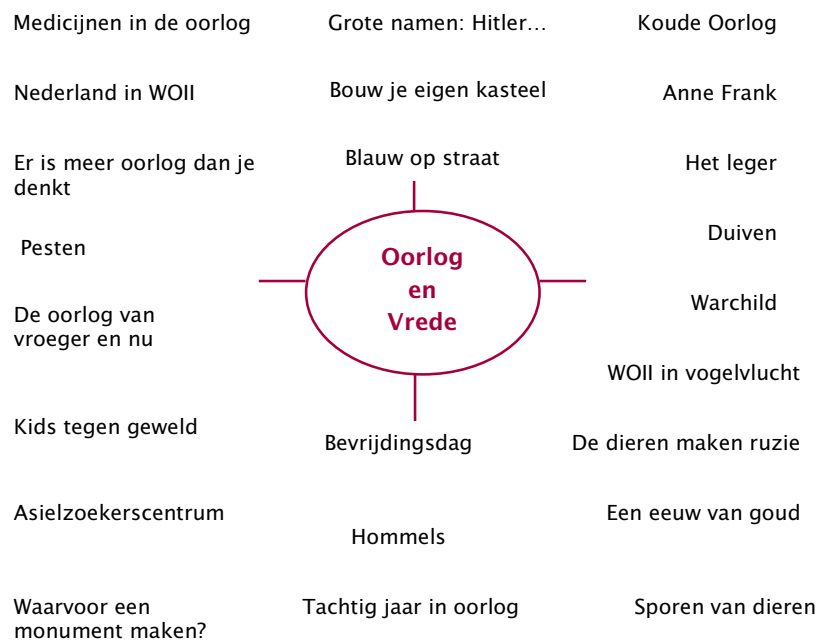 Medicijnen in de oorlog
Grote namen: Hitler…
Koude Oorlog
Nederland in WOII
Bouw je eigen kasteel
Anne Frank
Er is meer oorlog dan je
denkt
Blauw op straat
Het leger
Pesten
Oorlog
en
Vrede
Duiven
De oorlog van
vroeger en nu
Warchild
WOII in vogelvlucht
Kids tegen geweld
Bevrijdingsdag
De dieren maken ruzie
Asielzoekerscentrum
Hommels
Een eeuw van goud
Waarvoor een
monument maken?
Tachtig jaar in oorlog
Sporen van dieren